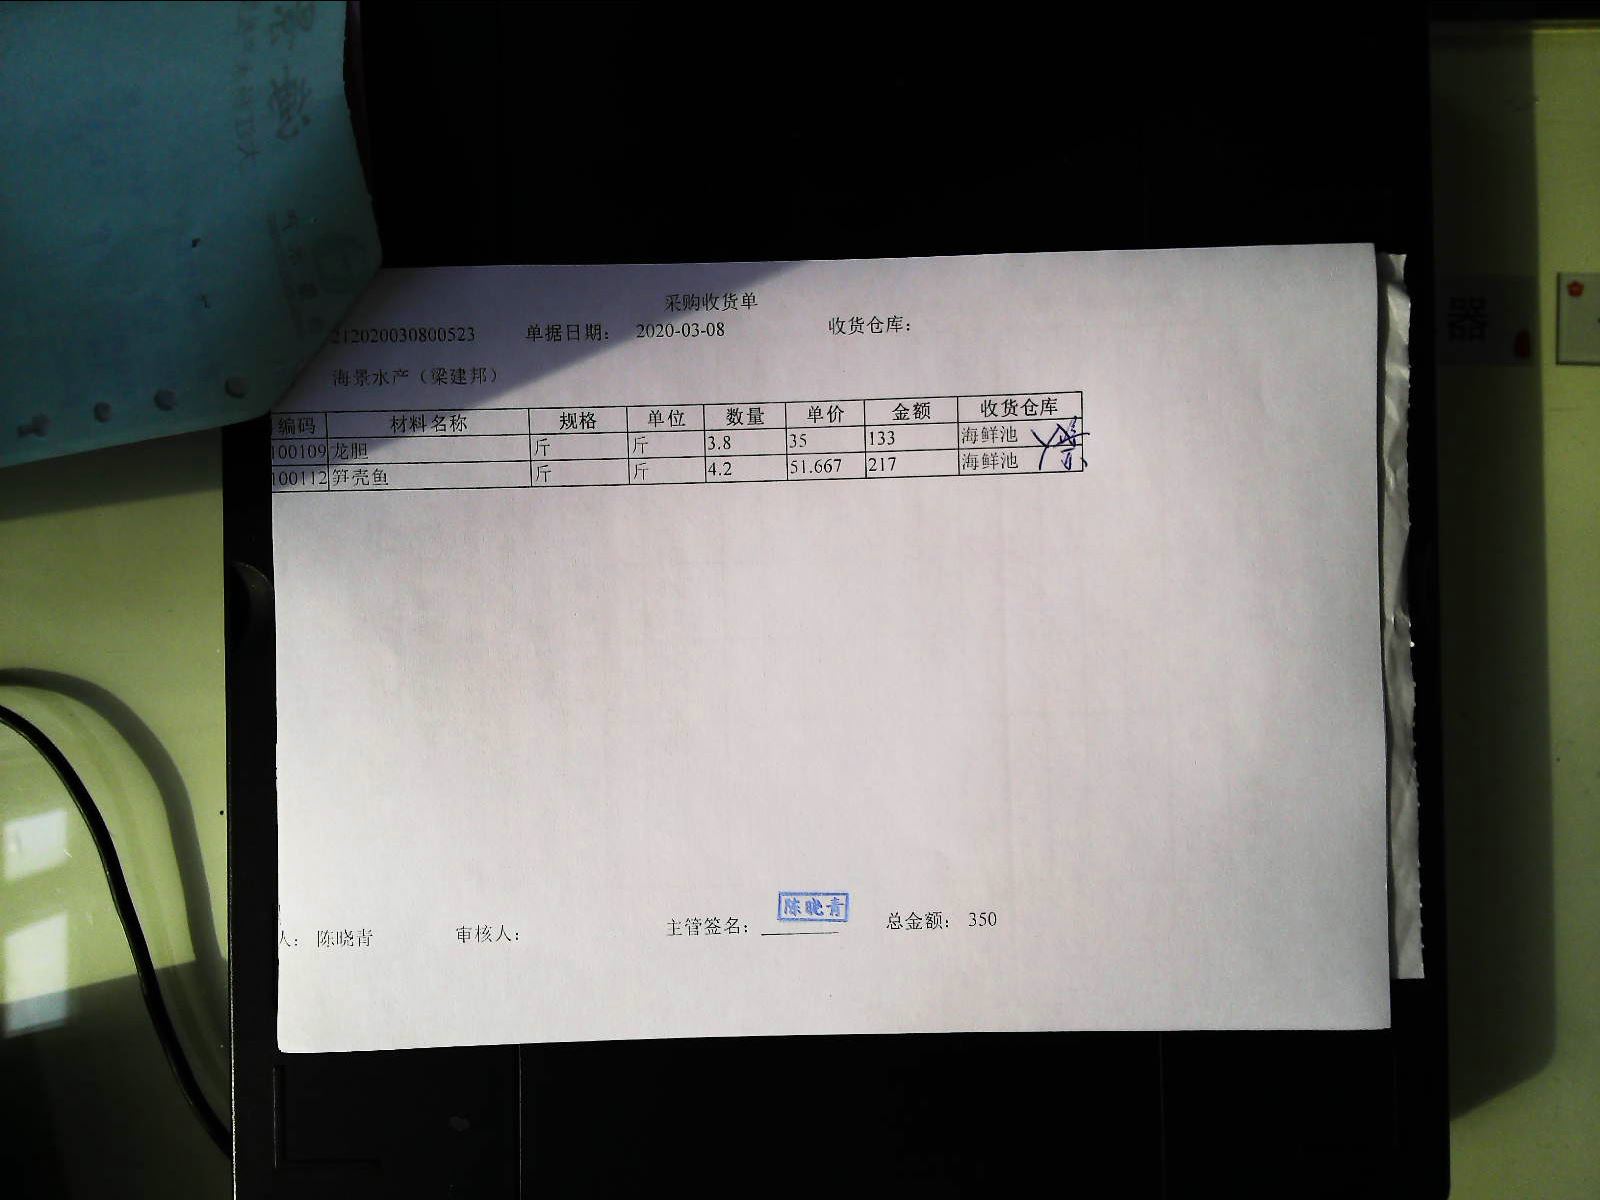 采购收货单
212020030800523 单据日期： 2020-03-08 收货仓库：
海景水产（梁建邦）
编码 材料名称 规格 单位 数量 单价 金额 收货仓库
100109 龙胆 斤 斤 3.8 35 133 海鲜池
100112 笋壳鱼 斤 斤 4.2 51.667 217 海鲜池
陈晓青
人： 陈晓青 审核人： 主管签名： 总金额： 350
器